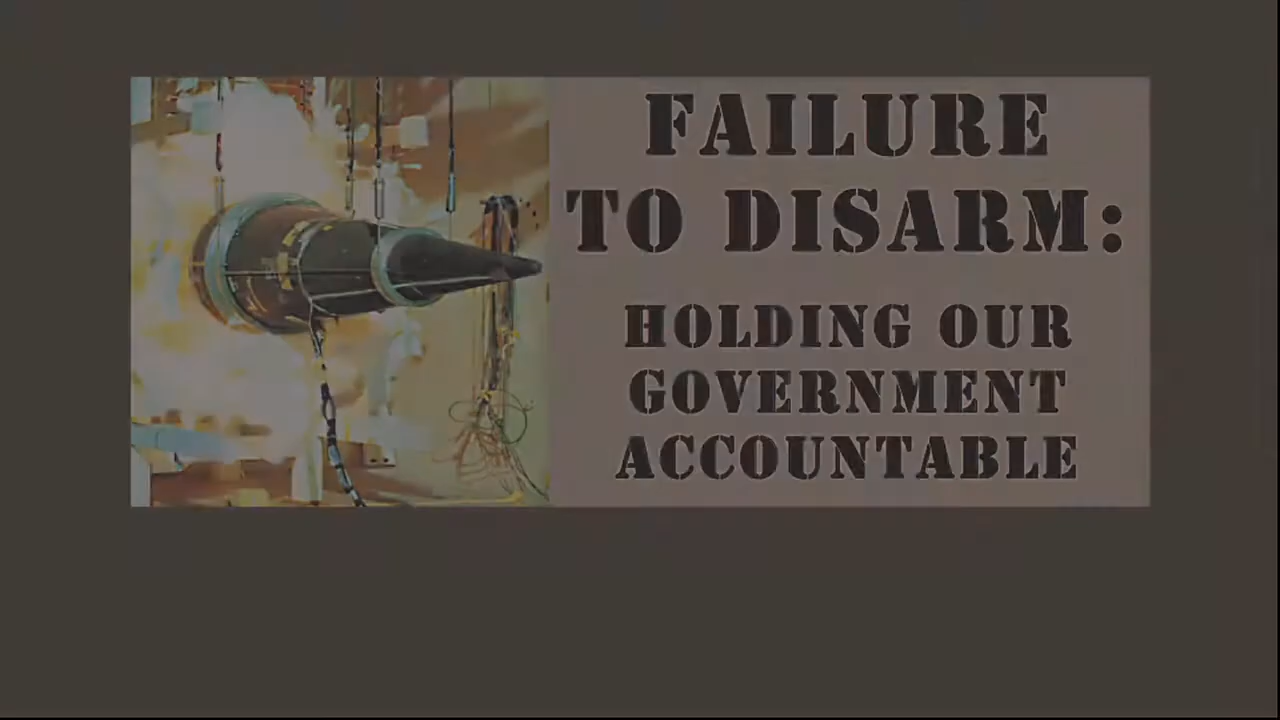 FAILURE
TO DISARM:
HOLDING OUR
GOVERNMENT
ACCOUNTABLE